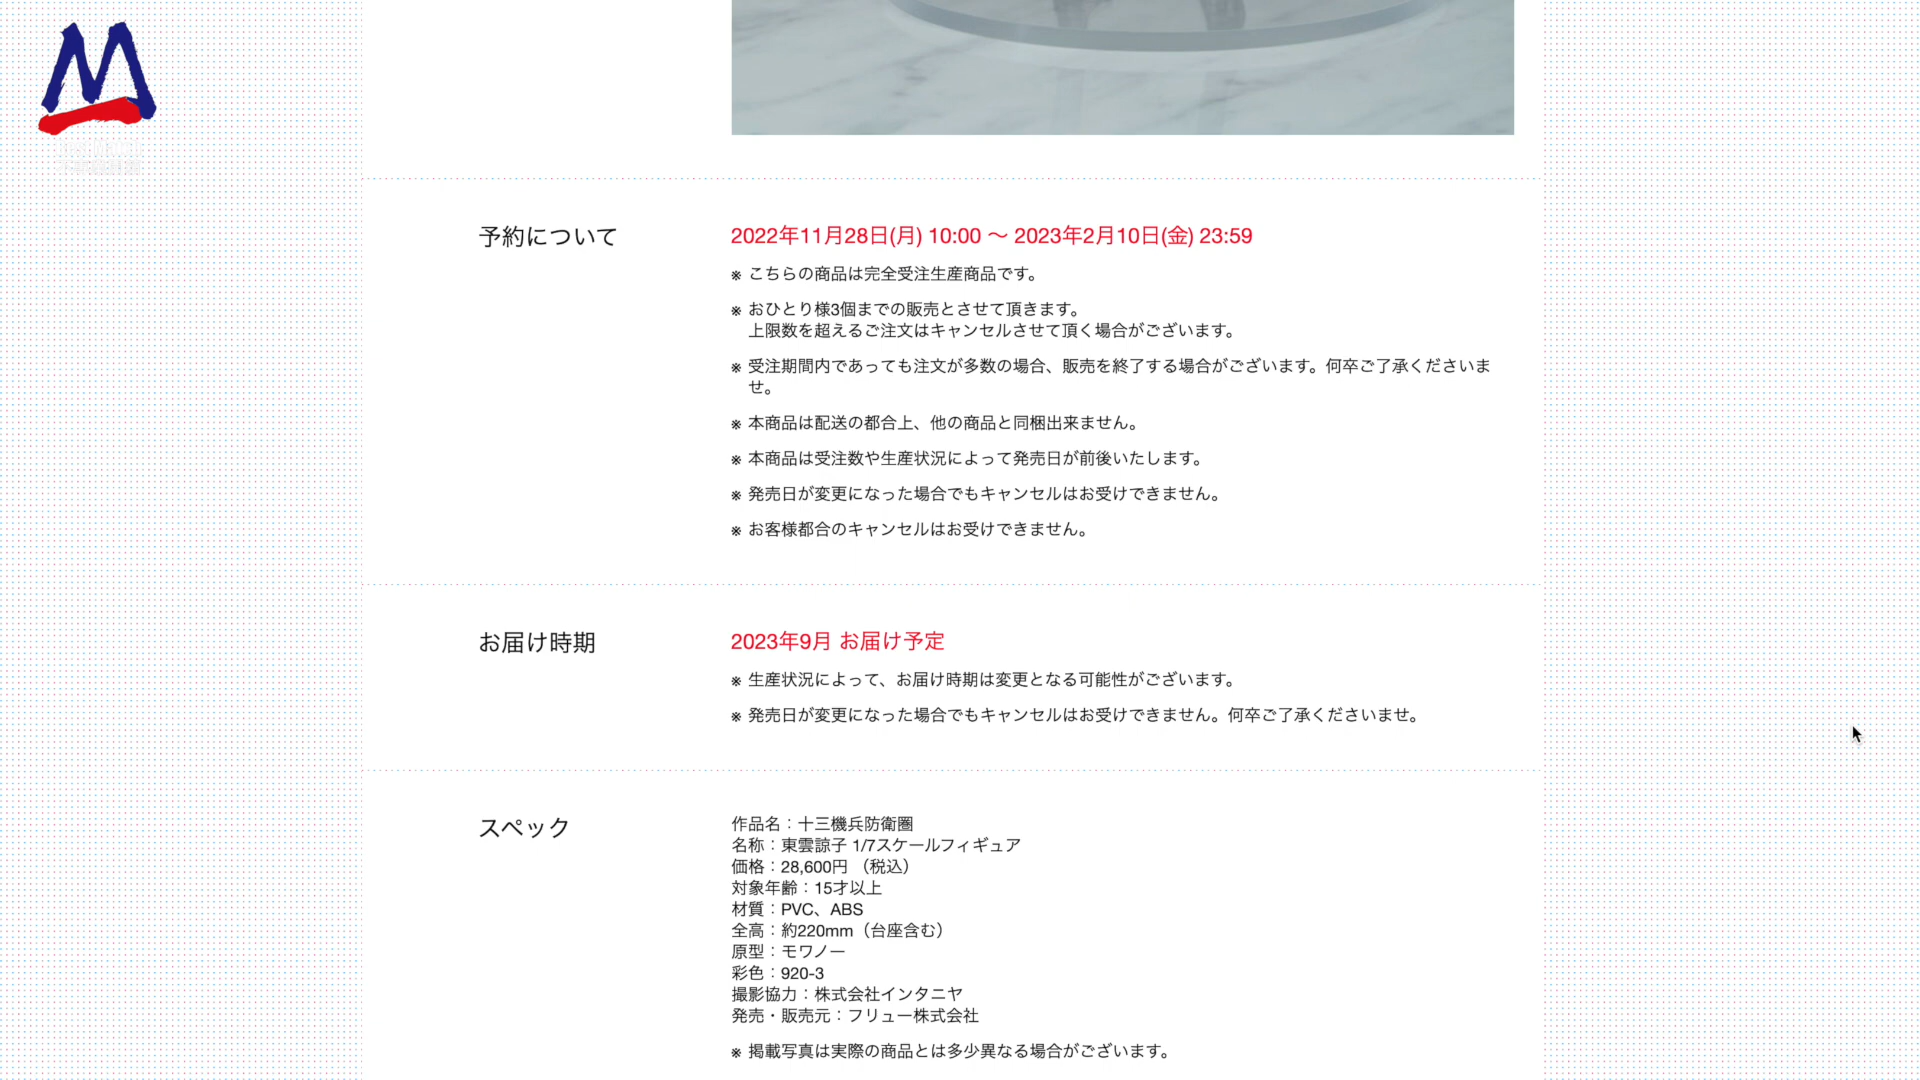 予約について
2022年11月28日(月) 10:00 〜 2023年2月10日(金) 23:59
※ こちらの商品は完全受注生産商品です。
※ おひとり様3個までの販売とさせて頂きます。
上限数を超えるご注文はキャンセルさせて頂く場合がございます。
※ 受注期間内であっても注文が多数の場合、販売を終了する場合がございます。何卒ご了承くださいま
せ。
※ 本商品は配送の都合上、他の商品と同梱出来ません。
※ 本商品は受注数や生産状況によって発売日が前後いたします。
※ 発売日が変更になった場合でもキャンセルはお受けできません。
※ お客様都合のキャンセルはお受けできません。
お届け時期
2023年9月 お届け予定
※ 生産状況によって、お届け時期は変更となる可能性がございます。
※ 発売日が変更になった場合でもキャンセルはお受けできません。何卒ご了承くださいませ。
スペック
作品名：十三機兵防衛圏
名称：東雲諒子 1/7スケールフィギュア
価格：28,600円 （税込）
対象年齢：15才以上
材質：PVC、ABS
全高：約220mm（台座含む）
原型：モワノー
彩色：920-3
撮影協力：株式会社インタニヤ
発売・販売元：フリュー株式会社
※ 掲載写真は実際の商品とは多少異なる場合がございます。